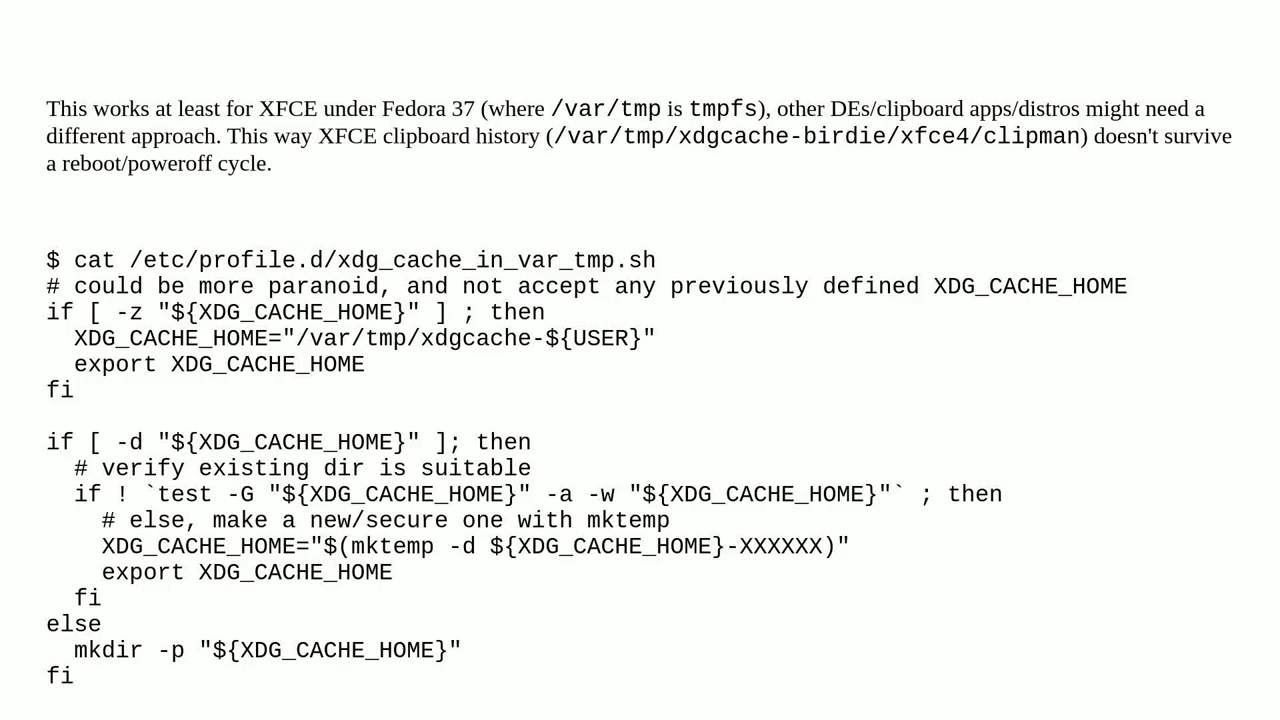 This works at least for XFCE under Fedora 37 (where /var/tmp is tmpfs), other DEs/clipboard apps/distros might need a
different approach. This way XFCE clipboard history (/var/tmp/xdgcache-birdie/xfce4/clipman) doesn't survive
a reboot/poweroff cycle.
$ cat /etc/profile.d/xdg_cache_in_var_tmp.sh
# could be more paranoid, and not accept any previously defined XDG_CACHE_HOME
if [ -z "${XDG_CACHE_HOME}" ] ; then
  XDG_CACHE_HOME="/var/tmp/xdgcache-${USER}"
  export XDG_CACHE_HOME
fi

if [ -d "${XDG_CACHE_HOME}" ]; then
  # verify existing dir is suitable
  if ! `test -G "${XDG_CACHE_HOME}" -a -w "${XDG_CACHE_HOME}"` ; then
    # else, make a new/secure one with mktemp
    XDG_CACHE_HOME="$(mktemp -d ${XDG_CACHE_HOME}-XXXXXX)"
    export XDG_CACHE_HOME
  fi
else
  mkdir -p "${XDG_CACHE_HOME}"
fi